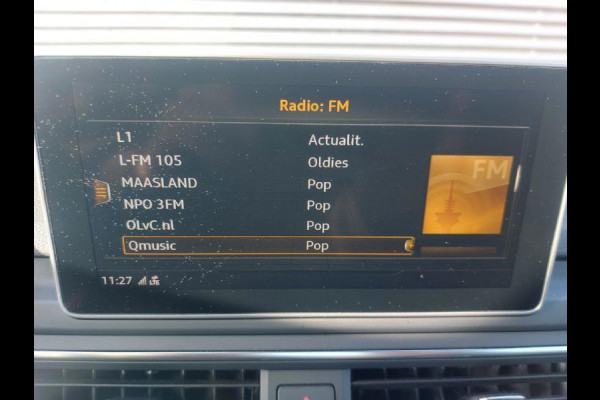 Radio: FM
L1 Actualit.
L-FM 105 Oldies
MAASLAND Pop
FM
NPO 3FM Pop
OLvC.nl Pop
Qmusic Pop
11:27 LTE